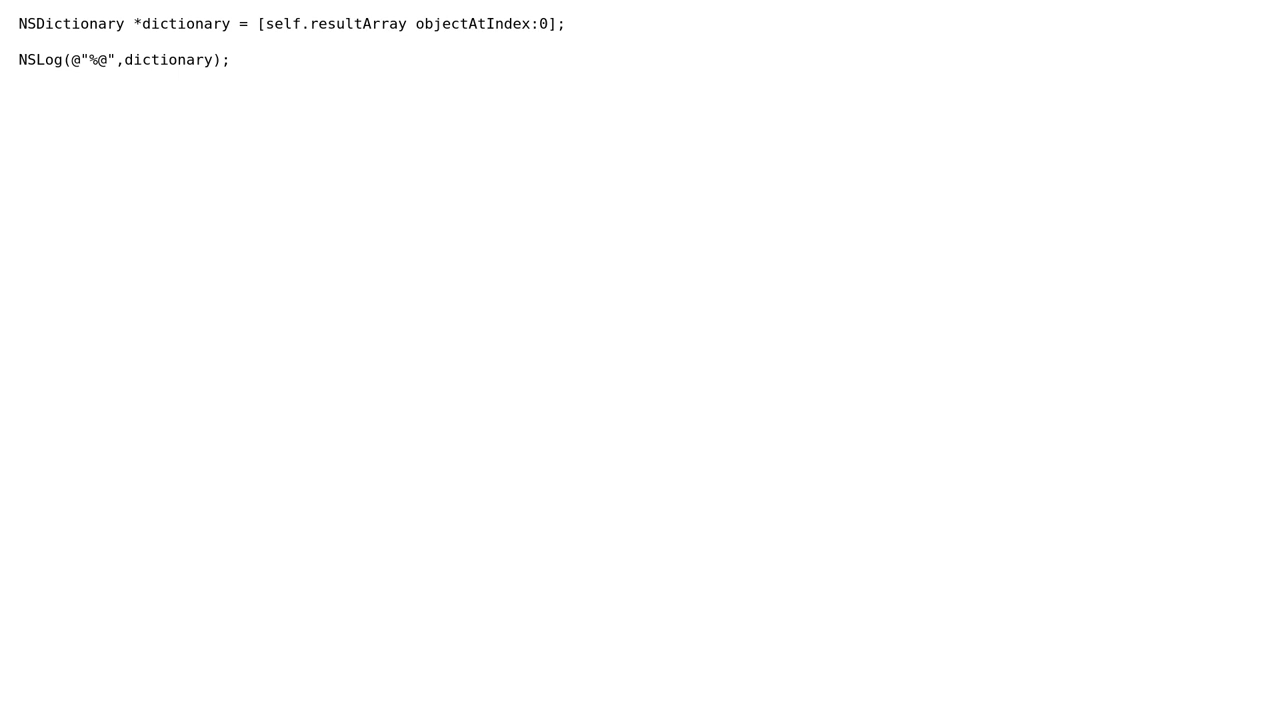 NSDictionary *dictionary = [self.resultArray objectAtIndex:0];
NSLog(@"%@",dictionary);